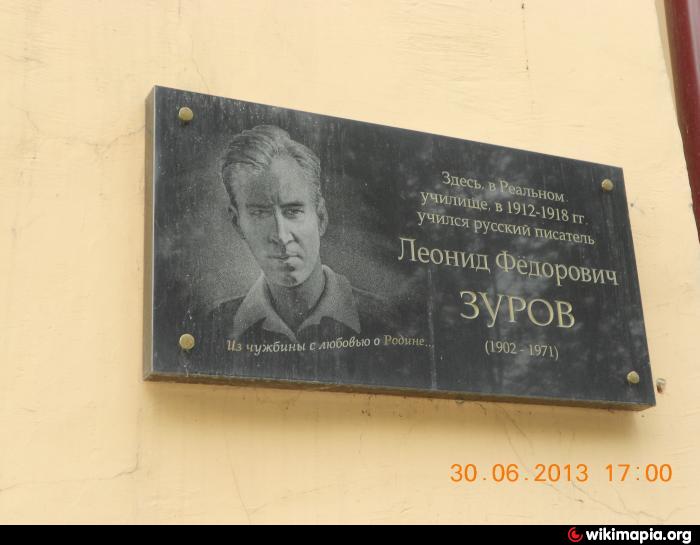 Здесь, в Реальном
училище, в 1912-1918 гг.
учился русский писатель
Леонид Фёдорович
ЗУРОВ
(1902 - 1971)
Из чужбины с любовью о Родине...
30.06.2013 17:00
wikimapia.org